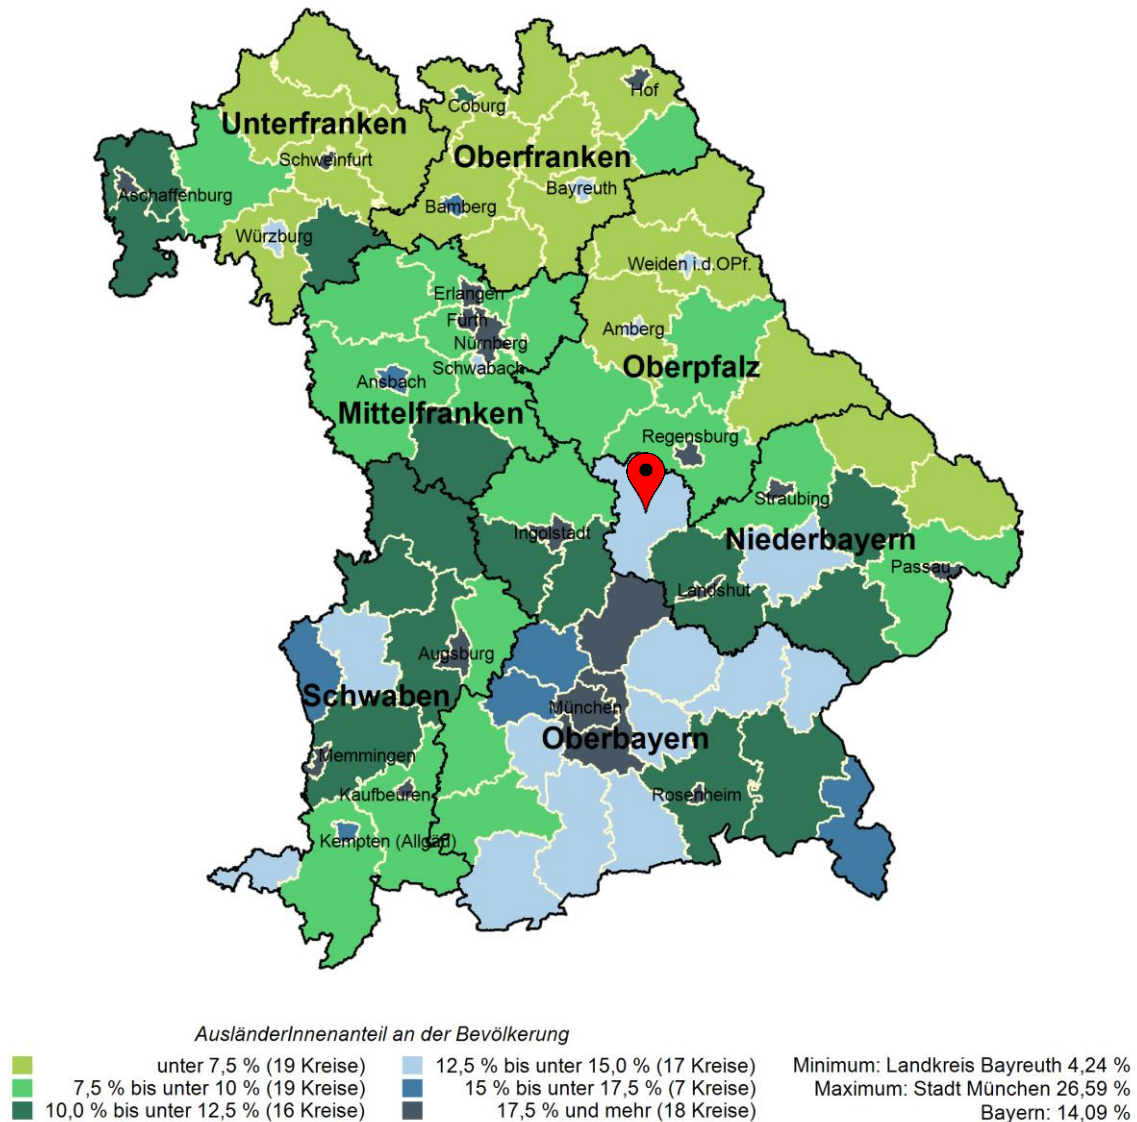 Coburg
Hof
Unterfranken
Oberfranken
Schweinfurt
Bayreuth
Aschaffenburg
Bamberg
Würzburg
Weiden i.d.OPf.
Erlangen
Fürth
Amberg
Nürnberg
Schwabach
Oberpfalz
Ansbach
Mittelfranken
Regensburg
Straubing
Ingolstadt
Niederbayern
Passau
Landshut
Augsburg
Schwaben
München
Oberbayern
Memmingen
Kaufbeuren
Rosenheim
Kempten (Allgäu)
AusländerInnenanteil an der Bevölkerung
unter 7,5 % (19 Kreise)
7,5 % bis unter 10 % (19 Kreise)
10,0 % bis unter 12,5 % (16 Kreise)
12,5 % bis unter 15,0 % (17 Kreise)
15 % bis unter 17,5 % (7 Kreise)
17,5 % und mehr (18 Kreise)
Minimum: Landkreis Bayreuth 4,24 %
Maximum: Stadt München 26,59 %
Bayern: 14,09 %